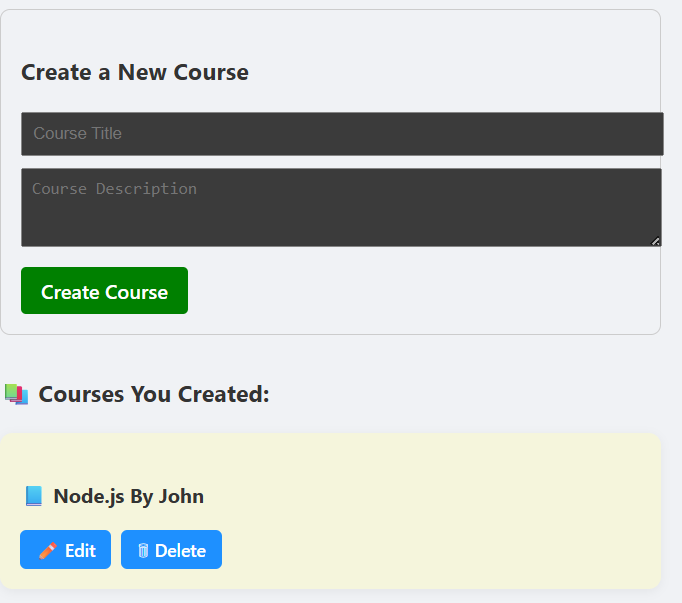 Create a New Course
Course Title
Course Description
Create Course
Courses You Created:
Node.js By John
Edit
Delete